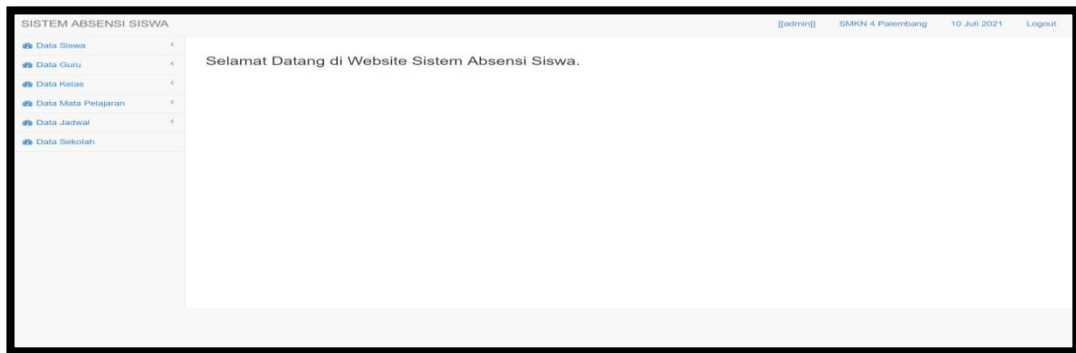 SISTEM ABSENSI SISWA [[admin]] SMKN 4 Palembang 10 Juli 2021 Logout
Data Siswa <
Data Guru <
Data Kelas <
Data Mata Pelajaran <
Data Jadwal <
Data Sekolah
Selamat Datang di Website Sistem Absensi Siswa.